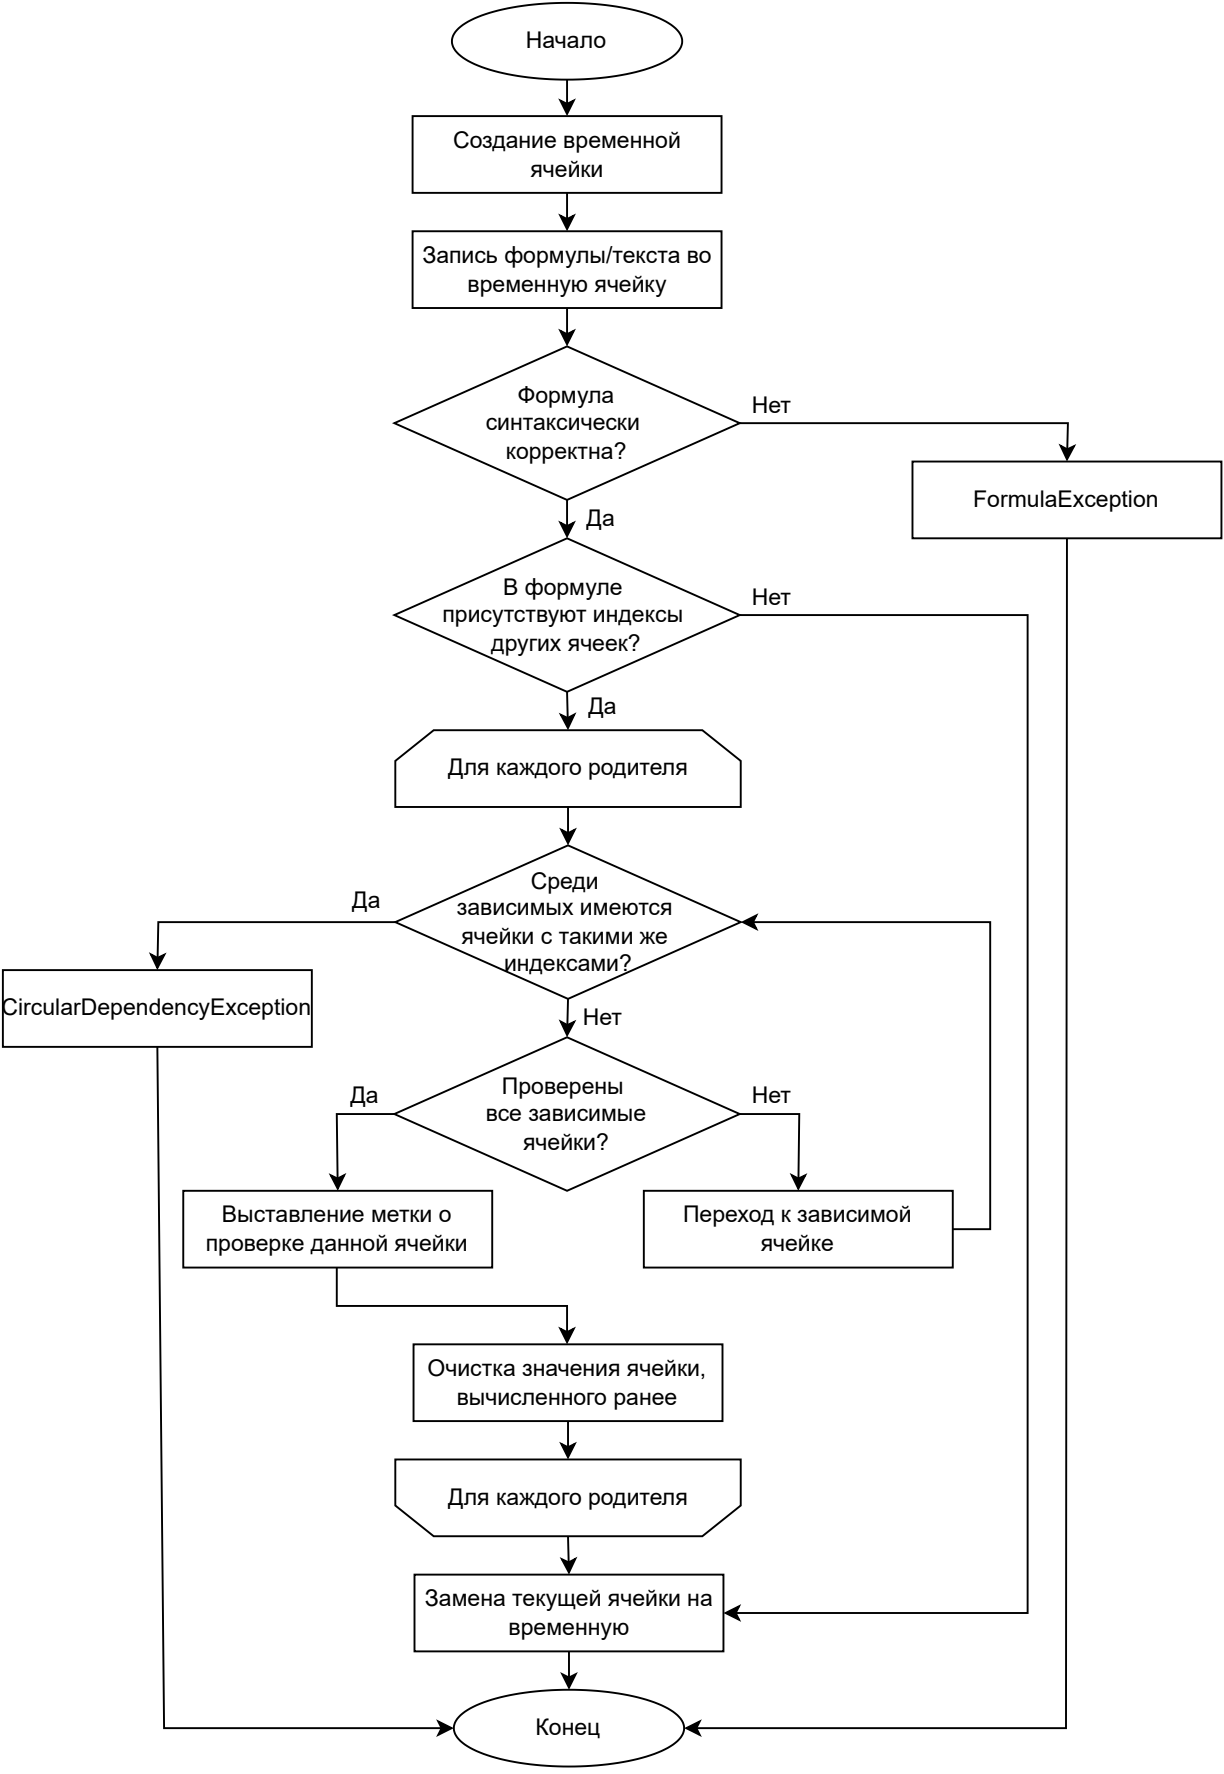 Начало
Создание временной
ячейки
Запись формулы/текста во
временную ячейку
Формула
синтаксически
корректна?
Нет
FormulaException
Да
В формуле
присутствуют индексы
других ячеек?
Нет
Да
Для каждого родителя
Среди
зависимых имеются
ячейки с такими же
индексами?
Да
CircularDependencyException
Нет
Проверены
все зависимые
ячейки?
Да
Нет
Выставление метки о
проверке данной ячейки
Переход к зависимой
ячейке
Очистка значения ячейки,
вычисленного ранее
Для каждого родителя
Замена текущей ячейки на
временную
Конец